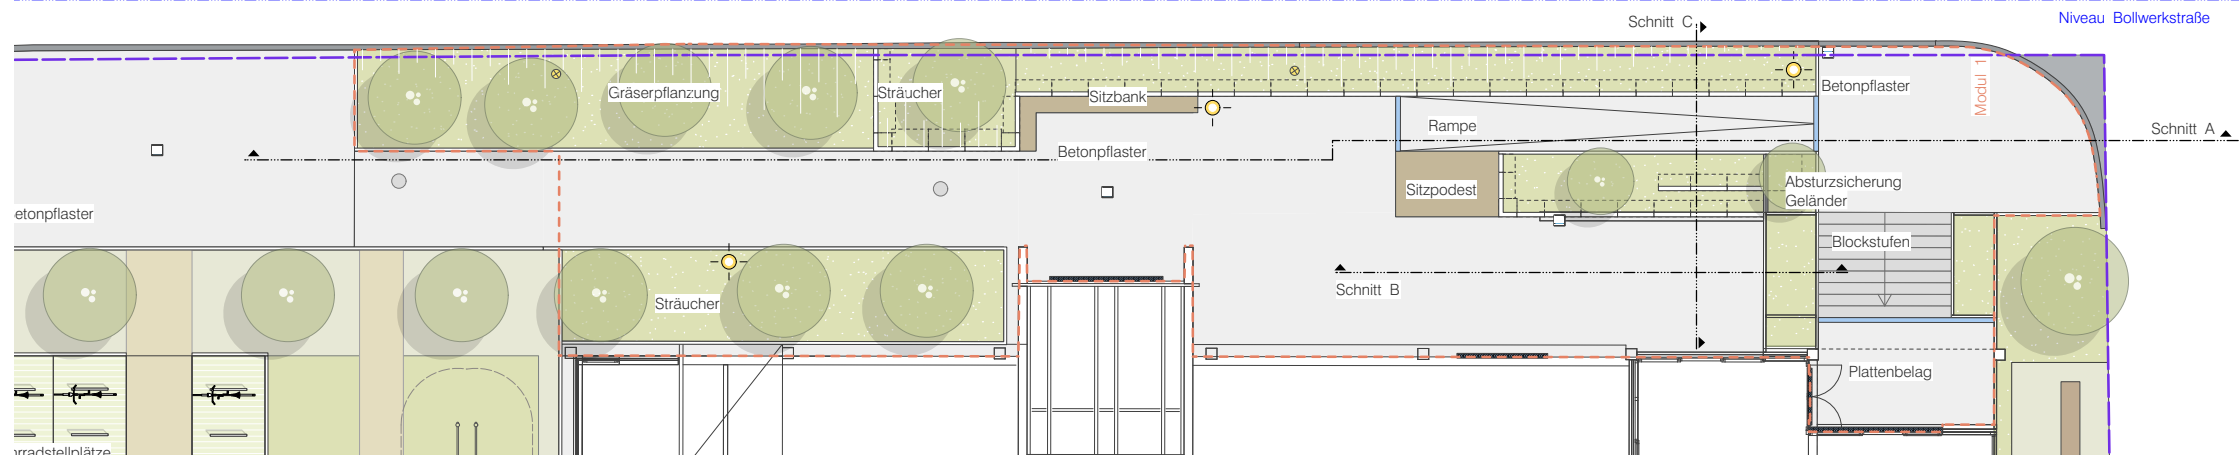 Schnitt C
Niveau Bollwerkstraße
Modul 1
Gräserpflanzung
Sträucher
Sitzbank
Betonpflaster
Rampe
Schnitt A
Betonpflaster
Sitzpodest
Absturzsicherung
Geländer
etonpflaster
Blockstufen
Schnitt B
Sträucher
Plattenbelag
rradstellplätze